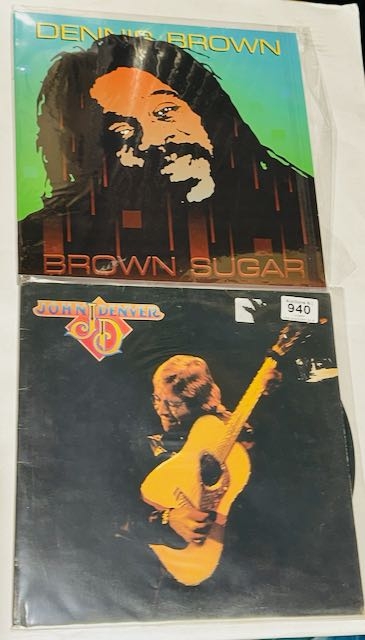 DENNIS BROWN
BROWN SUGAR
JOHN DENVER
JD
940